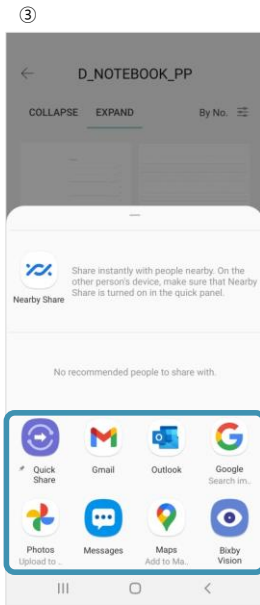 ③
D_NOTEBOOK_PP
COLLAPSE EXPAND By No.
Nearby Share
Share instantly with people nearby. On the
other person's device, make sure that Nearby
Share is turned on in the quick panel.
No recommended people to share with.
Quick
Share
Gmail
Outlook
Google
Search im..
Photos
Upload to ..
Messages
Maps
Add to Ma..
Bixby
Vision